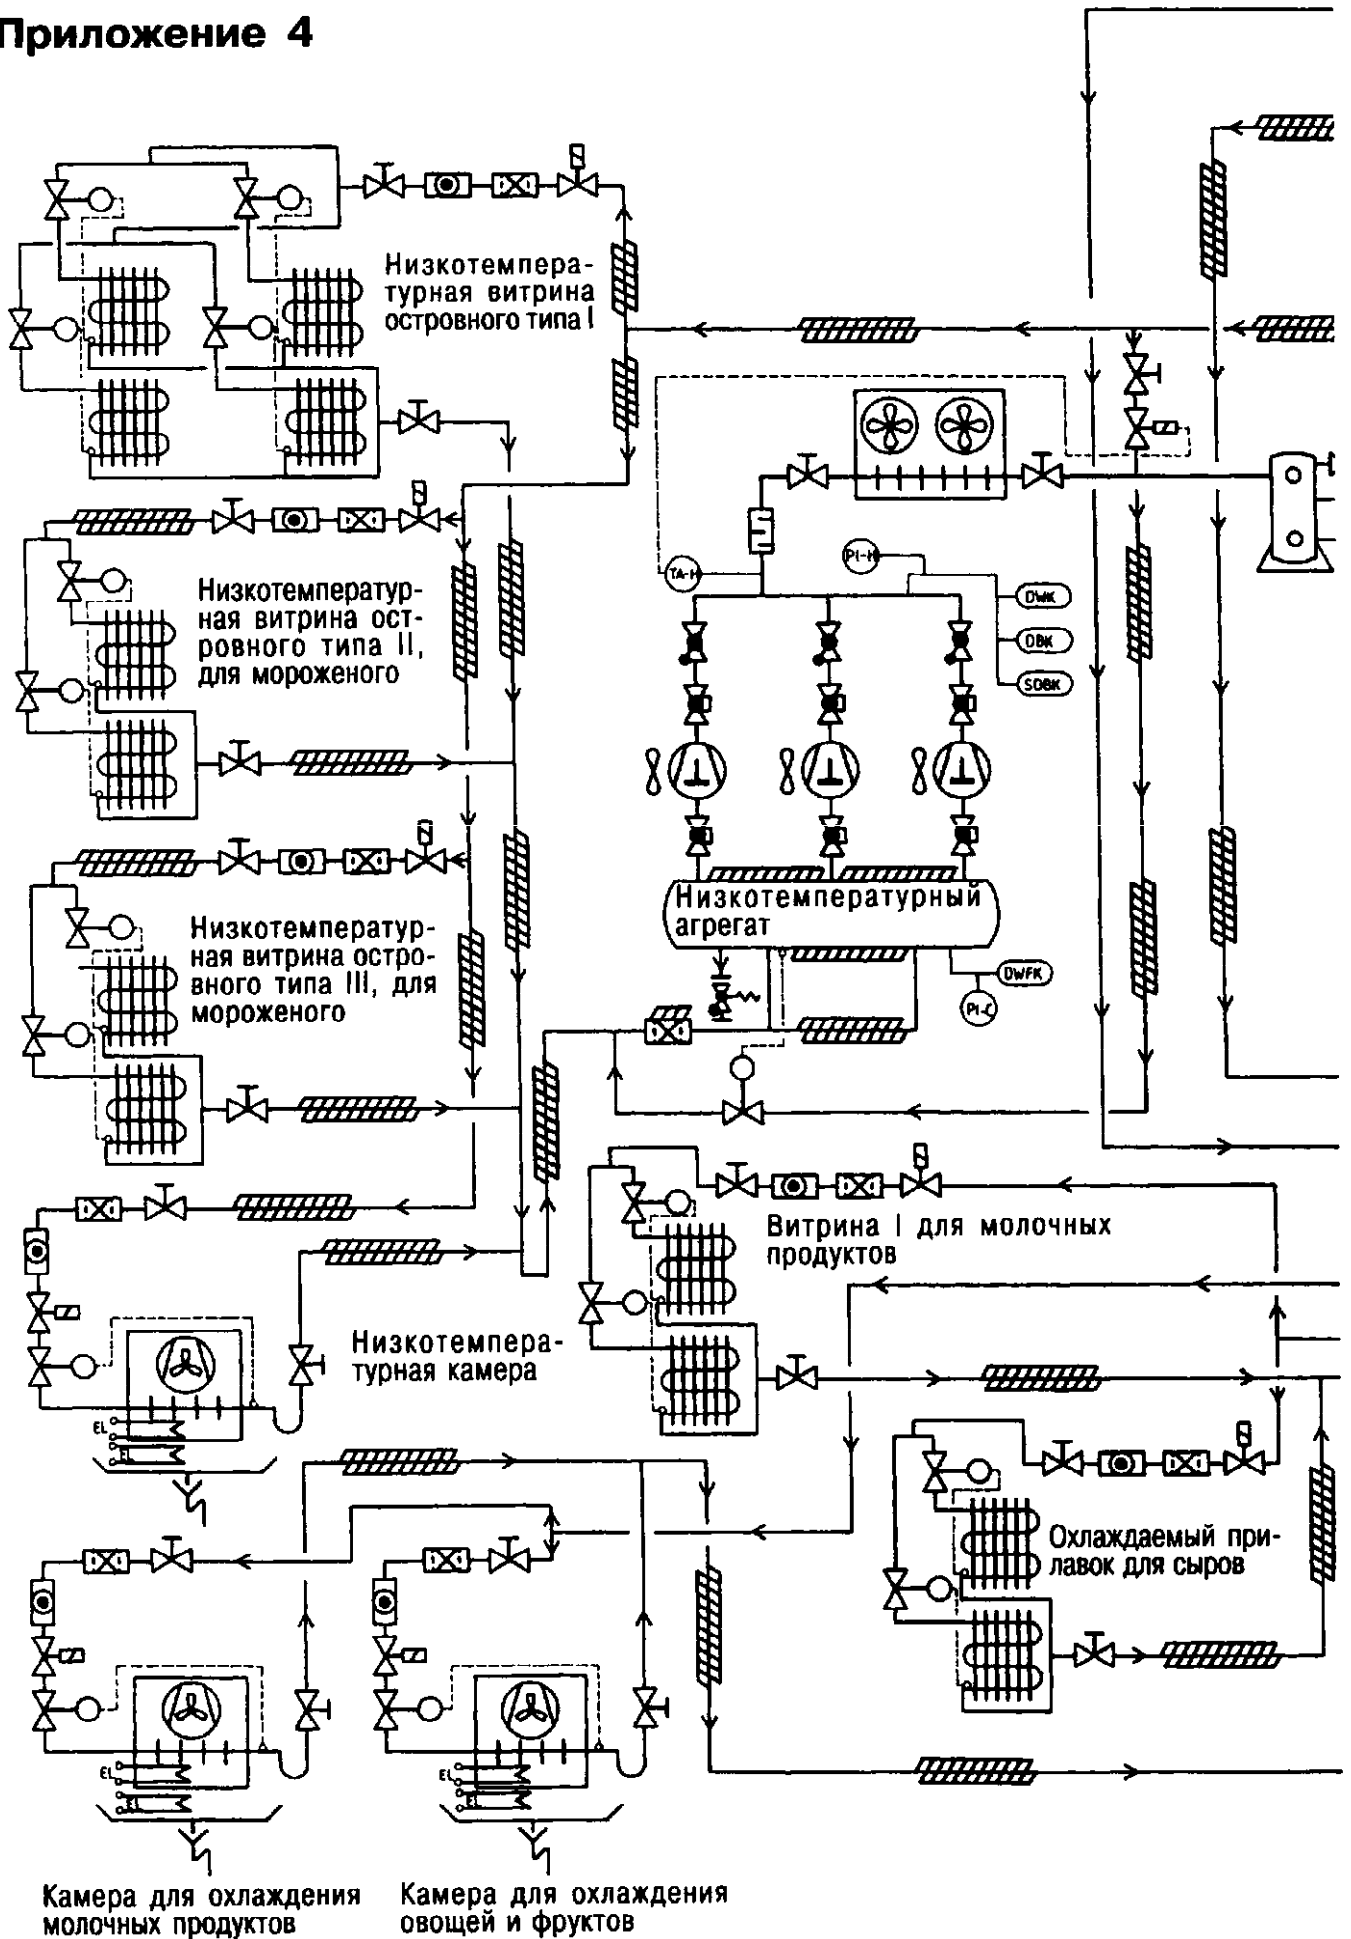 Приложение 4
Низкотемпера-
турная витрина
островного типа I
TA-H
PI-H
DWK
DBK
SDBK
Низкотемператур-
ная витрина ост-
ровного типа II,
для мороженого
Низкотемпературный
агрегат
DWFK
PI-C
Низкотемператур-
ная витрина остро-
вного типа III, для
мороженого
Витрина I для молочных
продуктов
Низкотемпера-
турная камера
EL
EL
Охлаждаемый при-
лавок для сыров
EL
EL
EL
EL
Камера для охлаждения
молочных продуктов
Камера для охлаждения
овощей и фруктов